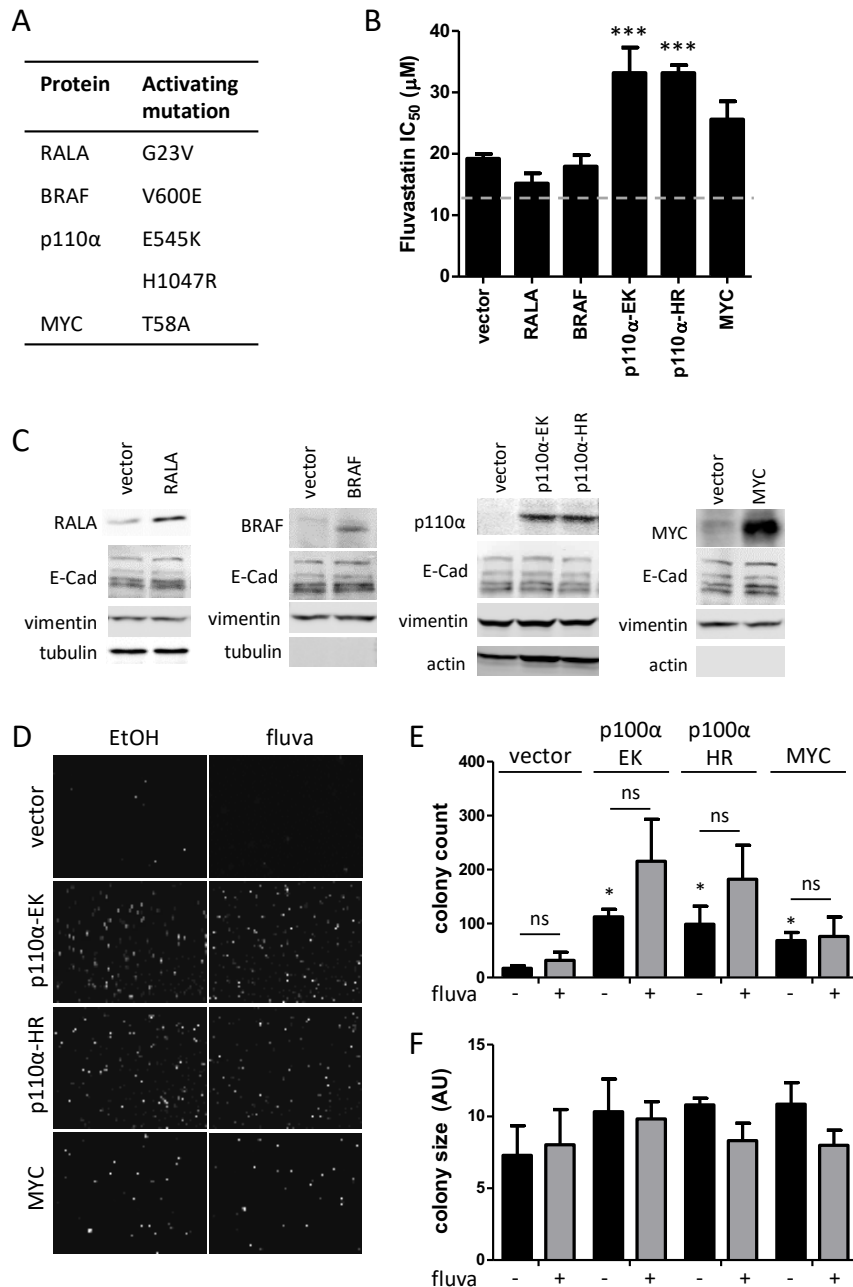 A
Protein Activating
mutation
RALA G23V
BRAF V600E
p110α E545K
H1047R
MYC T58A
B
Fluvastatin IC50 (μM)
40
30
20
10
0
*** ***
vector RALA BRAF p110α-EK p110α-HR MYC
C
vector RALA
RALA
E-Cad
vimentin
tubulin
vector BRAF
BRAF
E-Cad
vimentin
tubulin
vector p110α-EK p110α-HR
p110α
E-Cad
vimentin
actin
vector MYC
MYC
E-Cad
vimentin
actin
D
EtOH fluva
vector
p110α-EK
p110α-HR
MYC
E
vector p100α EK p100α HR MYC
colony count
400
300
200
100
0
ns ns ns ns
* * *
fluva - + - + - + - +
F
colony size (AU)
15
10
5
0
fluva - + - + - + - +